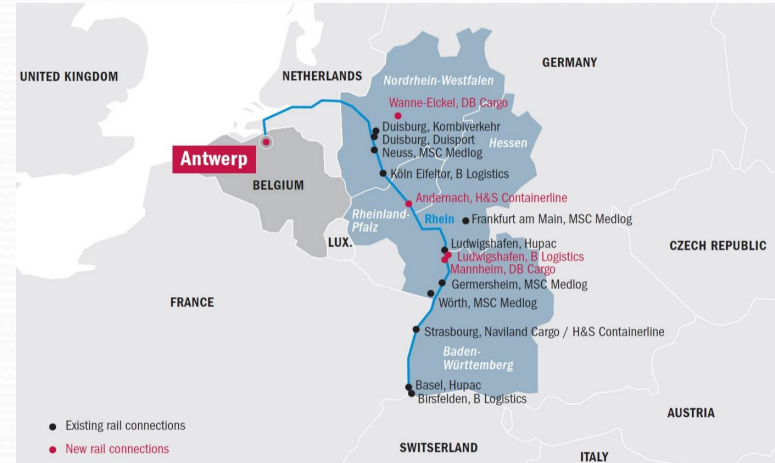 UNITED KINGDOM
NETHERLANDS
GERMANY
Nordrhein-Westfalen
Wanne-Eickel, DB Cargo
Duisburg, Kombiverkehr
Duisburg, Duisport
Neuss, MSC Medlog
Hessen
Antwerp
BELGIUM
Köln Eifeltor, B Logistics
Andernach, H&S Containerline
Rheinland-
Pfalz
Rhein
Frankfurt am Main, MSC Medlog
LUX.
Ludwigshafen, Hupac
Ludwigshafen, B Logistics
Mannheim, DB Cargo
CZECH REPUBLIC
Germersheim, MSC Medlog
Wörth, MSC Medlog
FRANCE
Strasbourg, Naviland Cargo / H&S Containerline
Baden-
Württemberg
Basel, Hupac
Birsfelden, B Logistics
AUSTRIA
Existing rail connections
New rail connections
SWITSERLAND
ITALY